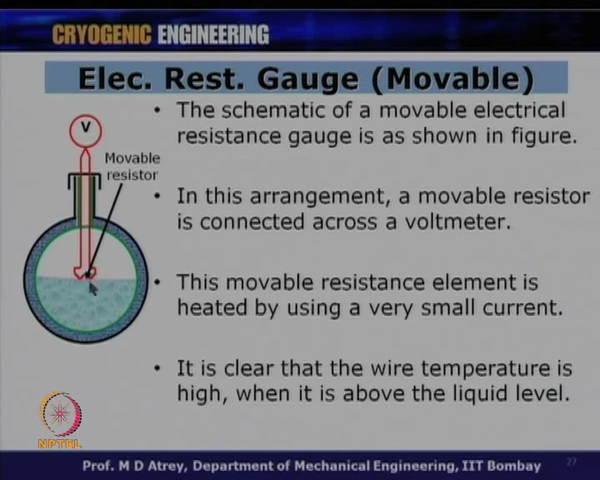 CRYOGENIC ENGINEERING
Elec. Rest. Gauge (Movable)
V
Movable
resistor
• The schematic of a movable electrical
resistance gauge is as shown in figure.
• In this arrangement, a movable resistor
is connected across a voltmeter.
• This movable resistance element is
heated by using a very small current.
• It is clear that the wire temperature is
high, when it is above the liquid level.
NPTEL
Prof. M D Atrey, Department of Mechanical Engineering, IIT Bombay
27